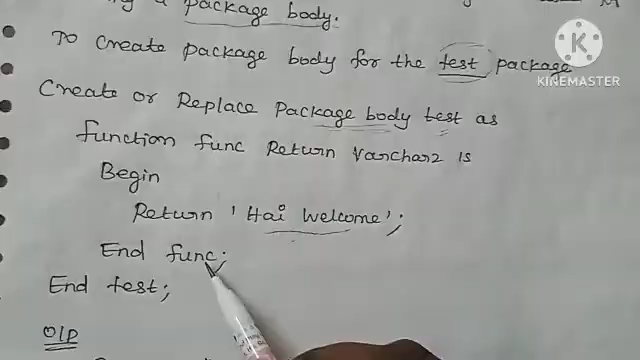 a package body.
To create package body for the test package
Create or Replace Package body test as
function func Return Varchar2 is
Begin
Return 'Hai Welcome';
End func;
End test;
O/P
KINEMASTER